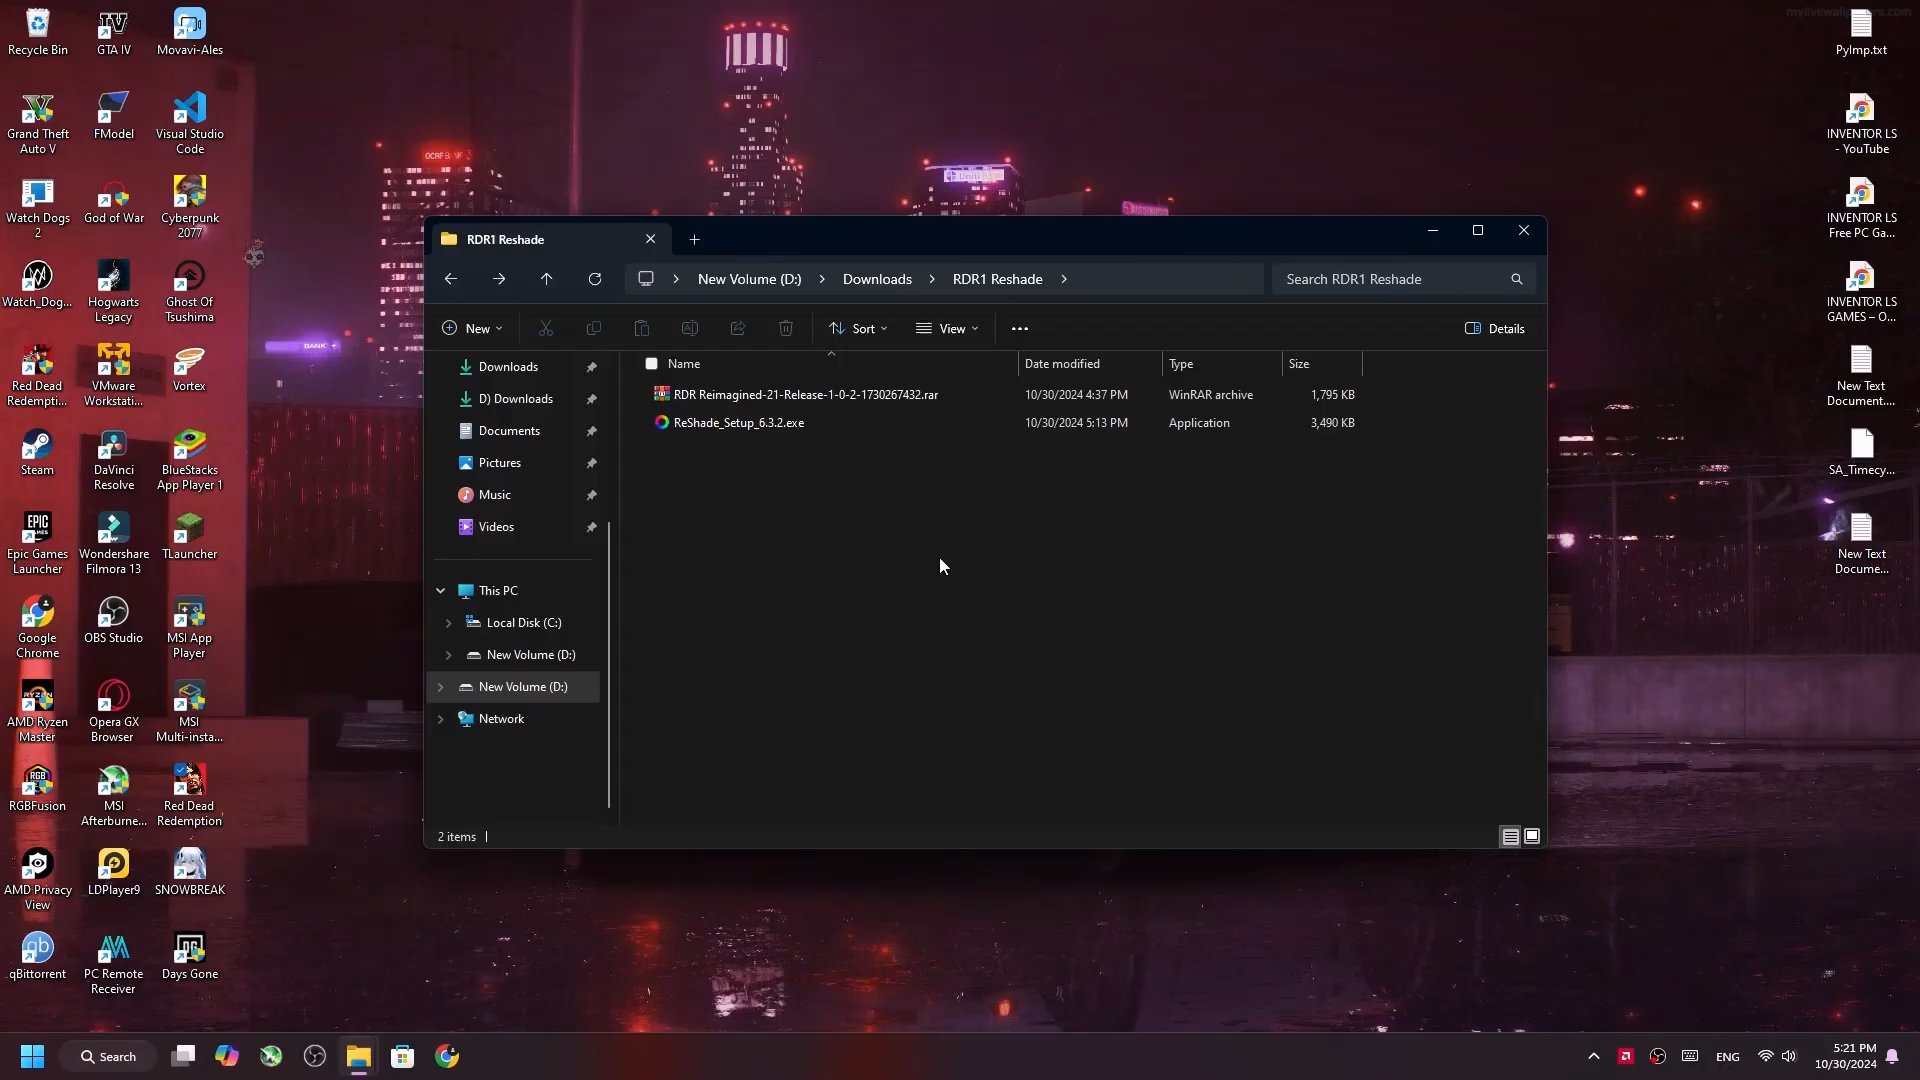 Recycle Bin
GTA IV
Movavi-Ales
Grand Theft
Auto V
FModel
Visual Studio
Code
Watch Dogs
2
God of War
Cyberpunk
2077
Watch_Dog...
Hogwarts
Legacy
Ghost Of
Tsushima
Red Dead
Redempti...
VMware
Workstati...
Vortex
Steam
DaVinci
Resolve
BlueStacks
App Player 1
EPIC
GAMES
Epic Games
Launcher
Wondershare
Filmora 13
TLauncher
Google
Chrome
OBS Studio
MSI App
Player
RYZEN
AMD Ryzen
Master
Opera GX
Browser
MSI
Multi-insta...
RGB
RGBFusion
MSI
Afterburne...
Red Dead
Redemption
AMD Privacy
View
LDPlayer9
SNOWBREAK
qb
qBittorrent
PC Remote
Receiver
DG
Days Gone
BANK
RDR1 Reshade
New Volume (D:)
Downloads
RDR1 Reshade
Search RDR1 Reshade
New
Sort
View
Details
Downloads
D) Downloads
Documents
Pictures
Music
Videos
This PC
Local Disk (C:)
New Volume (D:)
New Volume (D:)
Network
Name
Date modified
Type
Size
RDR Reimagined-21-Release-1-0-2-1730267432.rar
10/30/2024 4:37 PM
WinRAR archive
1,795 KB
ReShade_Setup_6.3.2.exe
10/30/2024 5:13 PM
Application
3,490 KB
2 items
PyImp.txt
INVENTOR LS
- YouTube
INVENTOR LS
Free PC Ga...
INVENTOR LS
GAMES – O...
New Text
Document....
SA_Timecy...
New Text
Docume...
Search
ENG
5:21 PM
10/30/2024